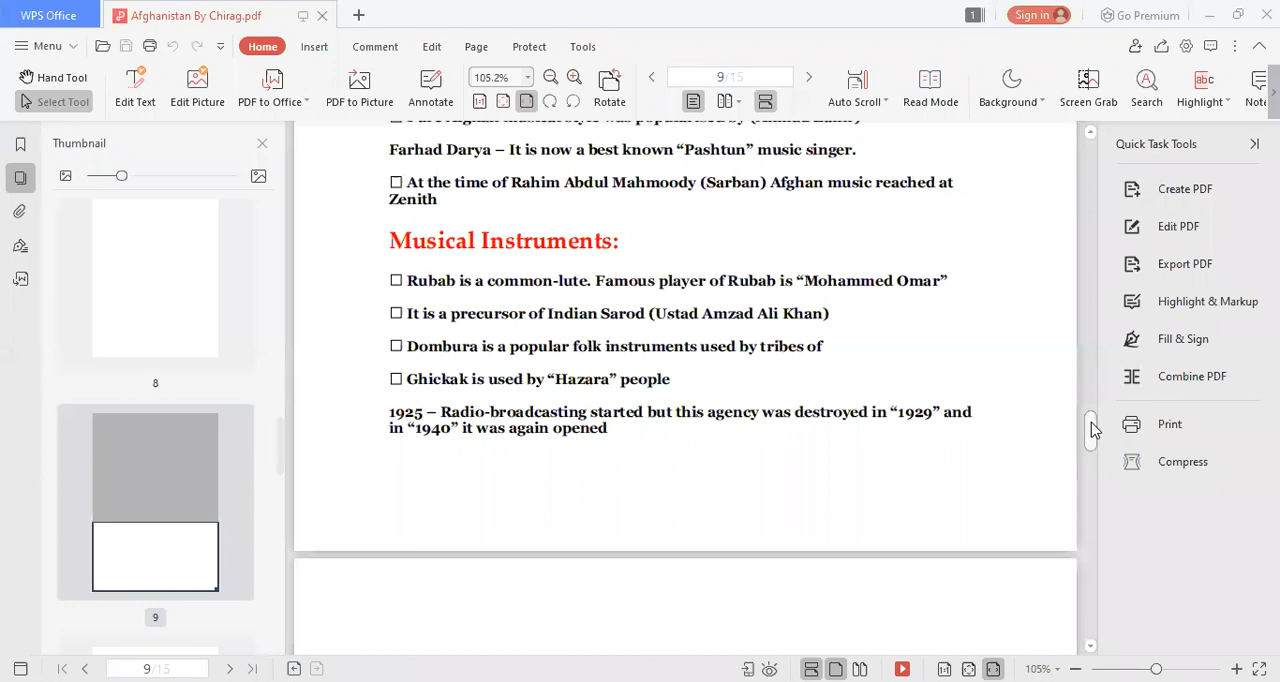 WPS Office
Afghanistan By Chirag.pdf
1
Sign in
Go Premium
Menu
Home
Insert
Comment
Edit
Page
Protect
Tools
Hand Tool
Select Tool
Edit Text
Edit Picture
PDF to Office
PDF to Picture
Annotate
105.2%
Rotate
9/15
Auto Scroll
Read Mode
Background
Screen Grab
Search
Highlight
Thumbnail
8
9
Farhad Darya – It is now a best known “Pashtun” music singer.
☐ At the time of Rahim Abdul Mahmoody (Sarban) Afghan music reached at
Zenith
Musical Instruments:
☐ Rubab is a common-lute. Famous player of Rubab is “Mohammed Omar”
☐ It is a precursor of Indian Sarod (Ustad Amzad Ali Khan)
☐ Dombura is a popular folk instruments used by tribes of
☐ Ghickak is used by “Hazara” people
1925 – Radio-broadcasting started but this agency was destroyed in “1929” and
in “1940” it was again opened
Quick Task Tools
Create PDF
Edit PDF
Export PDF
Highlight & Markup
Fill & Sign
Combine PDF
Print
Compress
9/15
105%